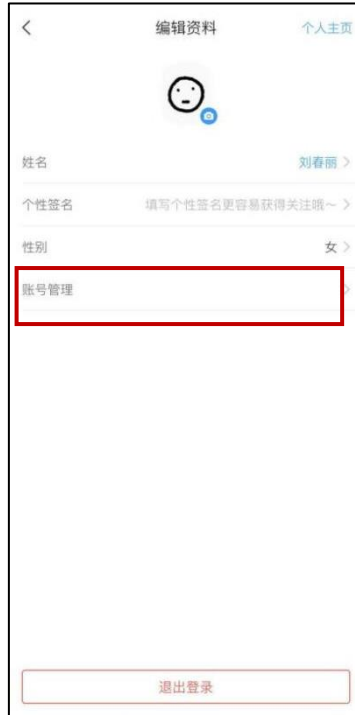 编辑资料
个人主页
姓名
刘春丽
个性签名
填写个性签名更容易获得关注哦～
性别
女
账号管理
退出登录